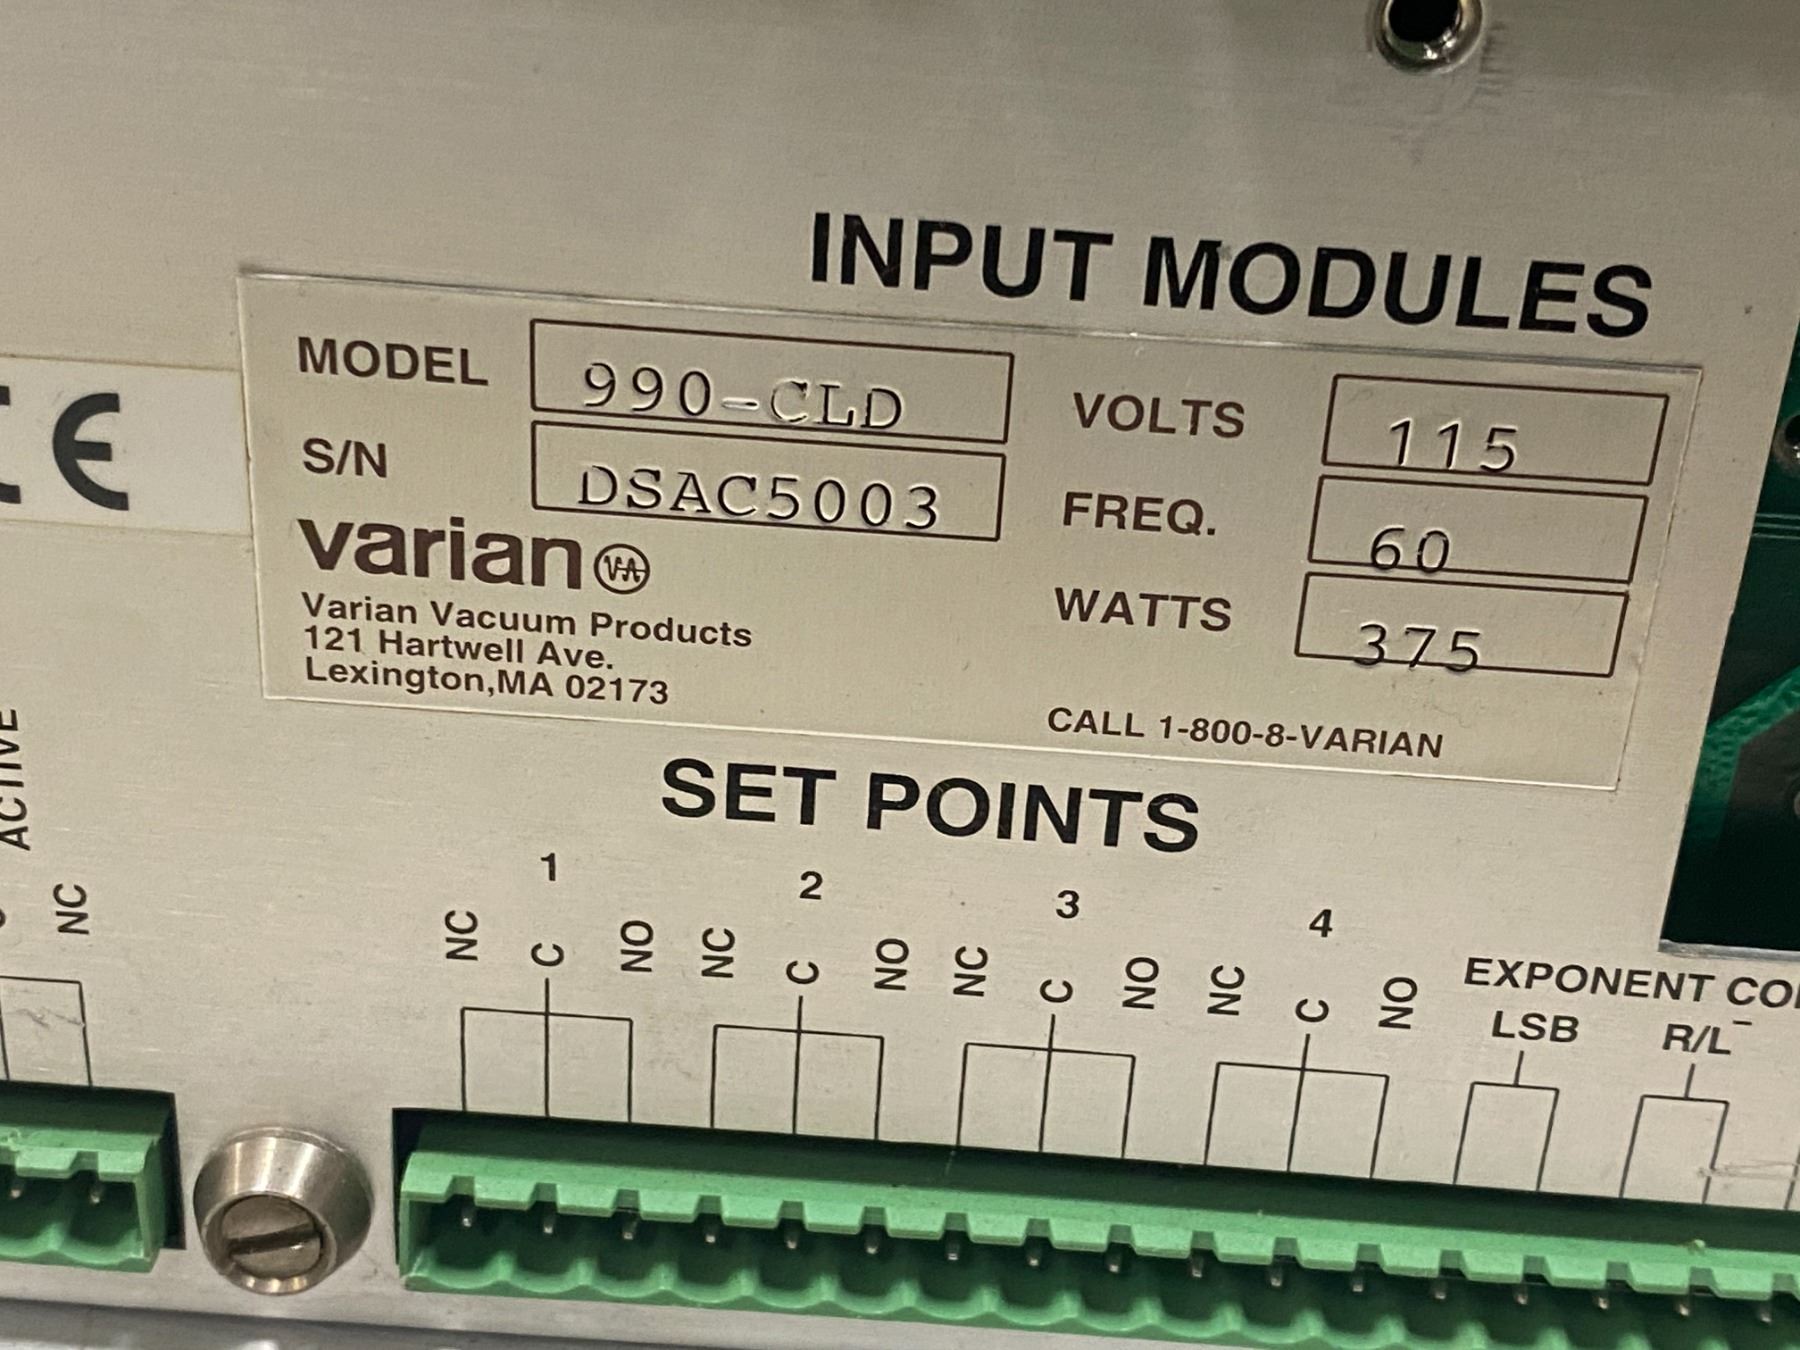 INPUT MODULES
MODEL 990-CLD
S/N DSAC5003
varian
Varian Vacuum Products
121 Hartwell Ave.
Lexington,MA 02173
VOLTS 115
FREQ. 60
WATTS 375
CALL 1-800-8-VARIAN
CE
ACTIVE
NC
SET POINTS
1 2 3 4
NC C NO NC C NO NC C NO NC C NO
EXPONENT
LSB R/L